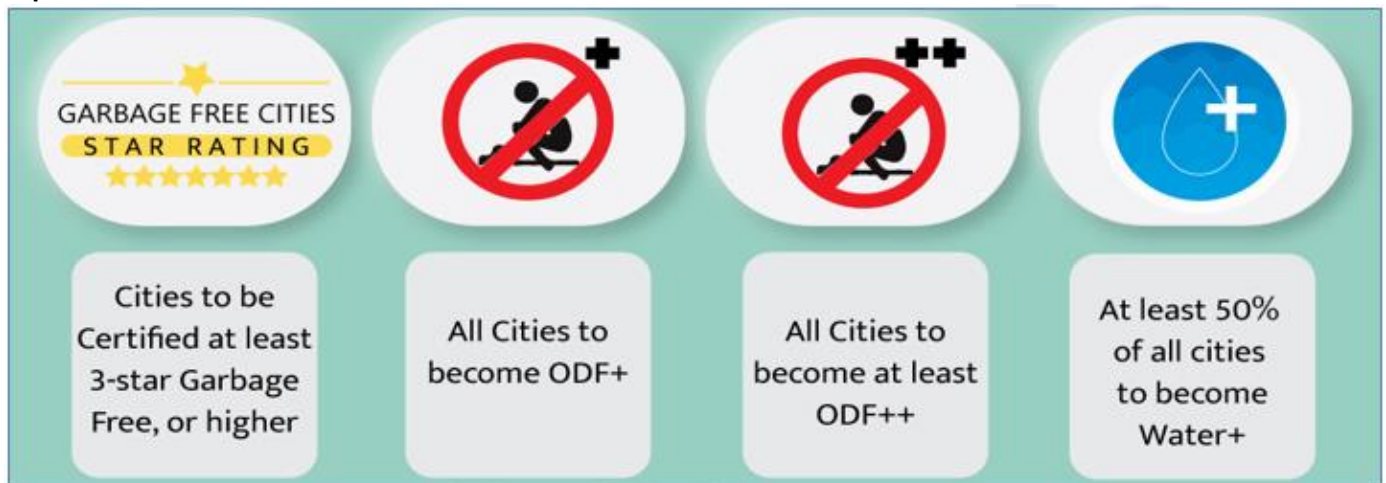 GARBAGE FREE CITIES
STAR RATING
Cities to be
Certified at least
3-star Garbage
Free, or higher
All Cities to
become ODF+
All Cities to
become at least
ODF++
At least 50%
of all cities
to become
Water+